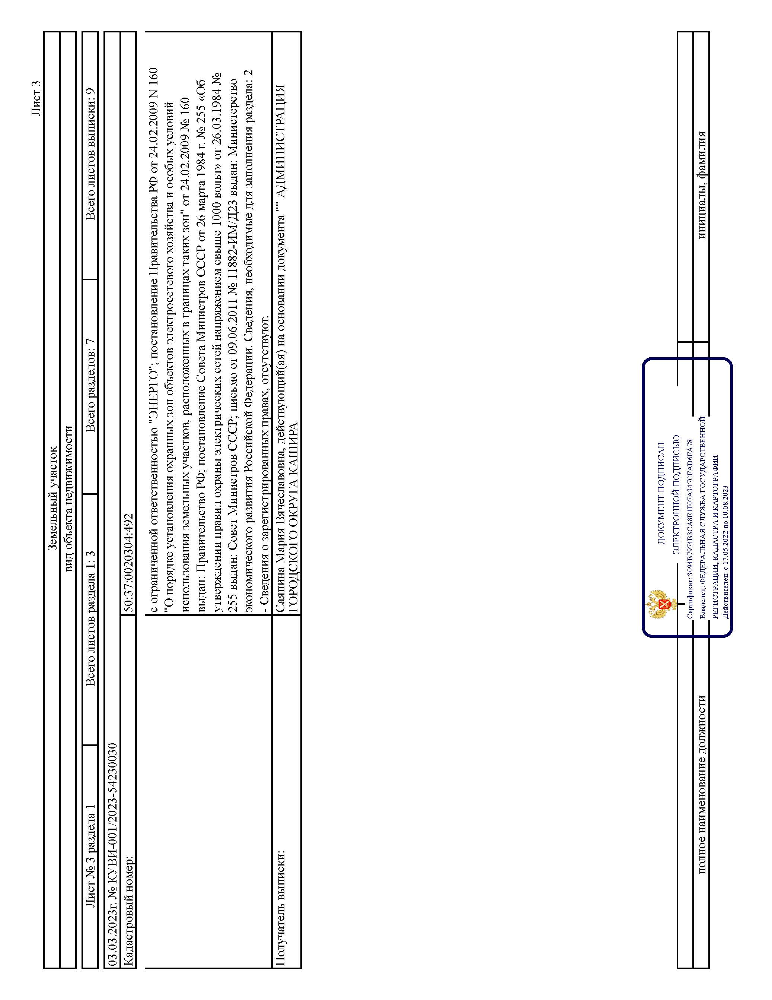 Лист 3
Земельный участок
вид объекта недвижимости
Лист № 3 раздела 1
Всего листов раздела 1: 3
Всего разделов: 7
Всего листов выписки: 9
03.03.2023г. № КУВИ-001/2023-54230030
Кадастровый номер:
50:37:0020304:492
с ограниченной ответственностью "ЭНЕРГО"; постановление Правительства РФ от 24.02.2009 N 160
"О порядке установления охранных зон объектов электросетевого хозяйства и особых условий
использования земельных участков, расположенных в границах таких зон" от 24.02.2009 № 160
выдан: Правительство РФ; постановление Совета Министров СССР от 26 марта 1984 г. № 255 «Об
утверждении правил охраны электрических сетей напряжением свыше 1000 вольт» от 26.03.1984 №
255 выдан: Совет Министров СССР; письмо от 09.06.2011 № 11882-ИМ/Д23 выдан: Министерство
экономического развития Российской Федерации. Сведения, необходимые для заполнения раздела: 2
- Сведения о зарегистрированных правах, отсутствуют.
Получатель выписки:
Саяпина Мария Вячеславовна, действующий(ая) на основании документа "" АДМИНИСТРАЦИЯ
ГОРОДСКОГО ОКРУГА КАШИРА
ДОКУМЕНТ ПОДПИСАН
ЭЛЕКТРОННОЙ ПОДПИСЬЮ
Сертификат: 3094B7974B3CA8E1F07A347CFAD6FA78
Владелец: ФЕДЕРАЛЬНАЯ СЛУЖБА ГОСУДАРСТВЕННОЙ
РЕГИСТРАЦИИ, КАДАСТРА И КАРТОГРАФИИ
Действителен: с 17.05.2022 по 10.08.2023
полное наименование должности
инициалы, фамилия